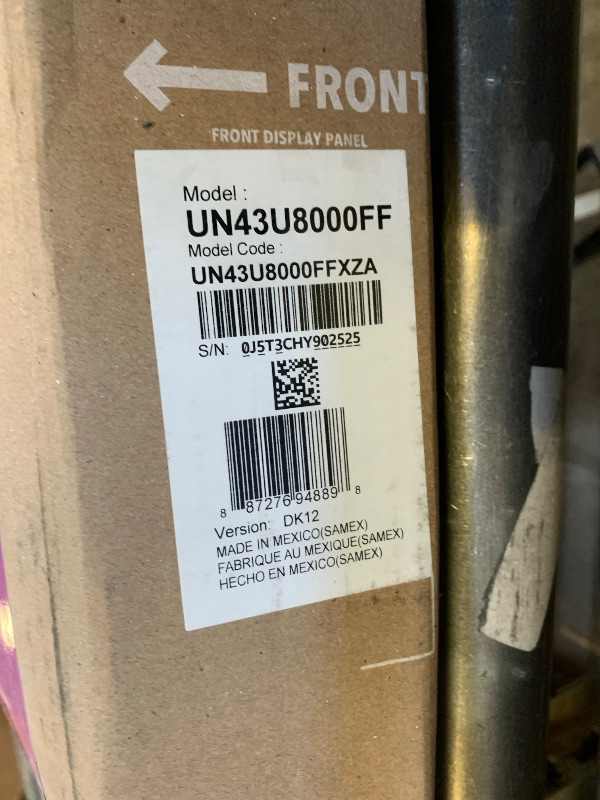 FRONT
FRONT DISPLAY PANEL
Model :
UN43U8000FF
Model Code :
UN43U8000FFXZA
S/N: 0J5T3CHY902525
8 87276 94889 8
Version: DK12
MADE IN MEXICO(SAMEX)
FABRIQUE AU MEXIQUE(SAMEX)
HECHO EN MEXICO(SAMEX)